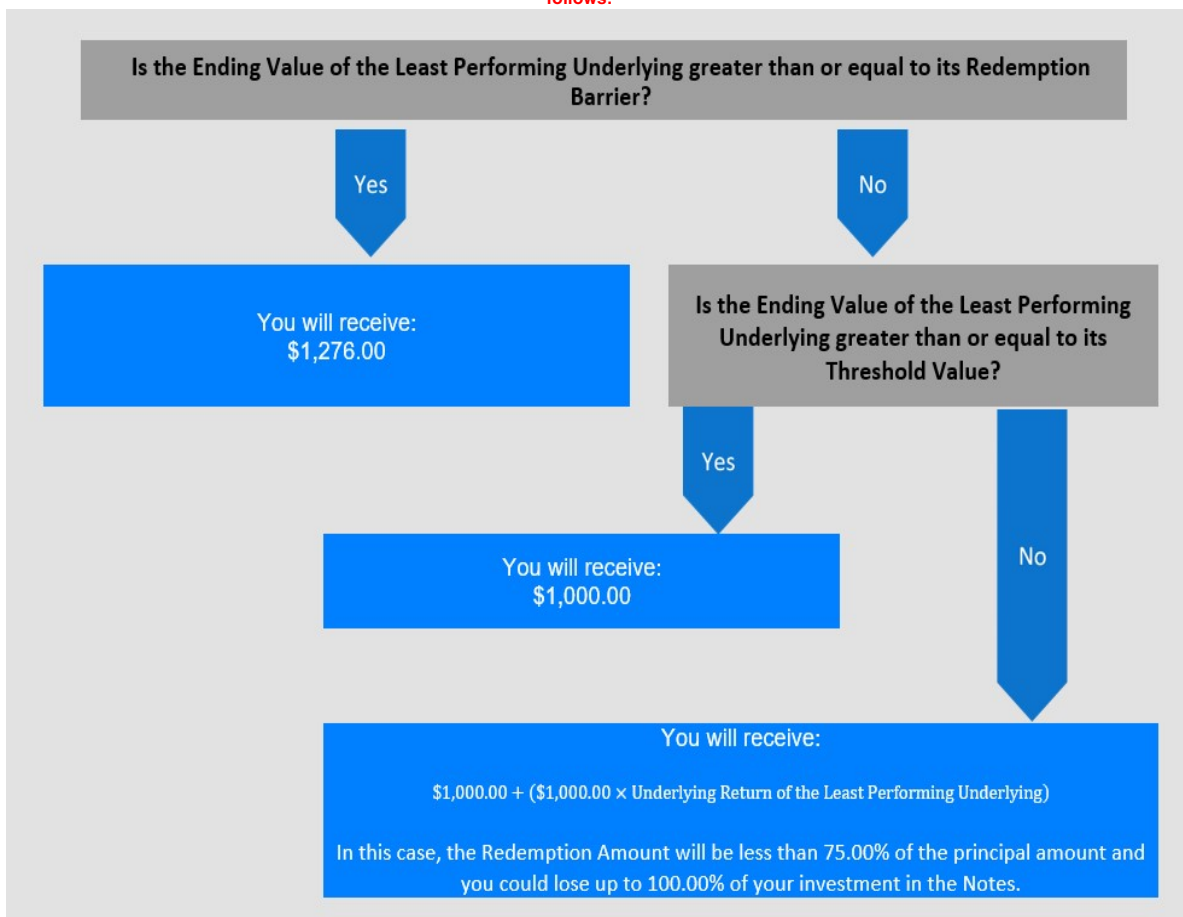 follows:
Is the Ending Value of the Least Performing Underlying greater than or equal to its Redemption
Barrier?
Yes
No
You will receive:
$1,276.00
Is the Ending Value of the Least Performing
Underlying greater than or equal to its
Threshold Value?
Yes
No
You will receive:
$1,000.00
You will receive:
$1,000.00 + ($1,000.00 × Underlying Return of the Least Performing Underlying)
In this case, the Redemption Amount will be less than 75.00% of the principal amount and
you could lose up to 100.00% of your investment in the Notes.